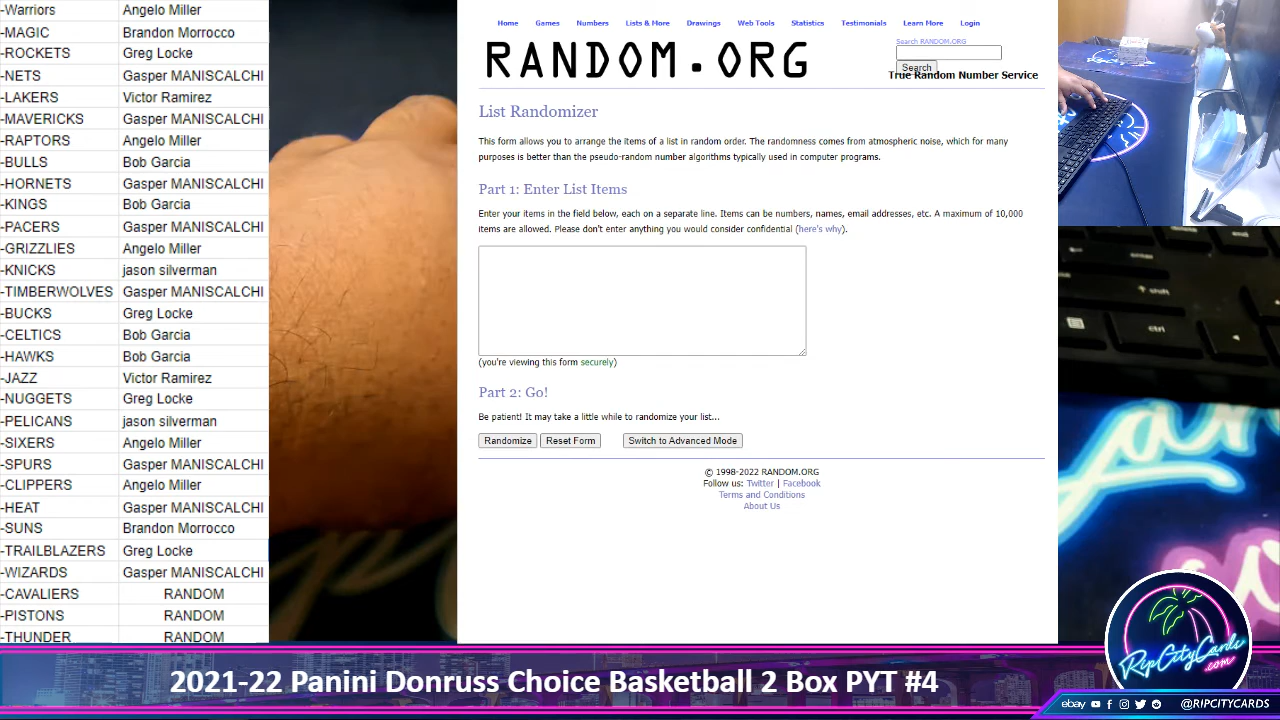 -Warriors Angelo Miller
-MAGIC Brandon Morrocco
-ROCKETS Greg Locke
-NETS Gasper MANISCALCHI
-LAKERS Victor Ramirez
-MAVERICKS Gasper MANISCALCHI
-RAPTORS Angelo Miller
-BULLS Bob Garcia
-HORNETS Gasper MANISCALCHI
-KINGS Bob Garcia
-PACERS Gasper MANISCALCHI
-GRIZZLIES Angelo Miller
-KNICKS jason silverman
-TIMBERWOLVES Gasper MANISCALCHI
-BUCKS Greg Locke
-CELTICS Bob Garcia
-HAWKS Bob Garcia
-JAZZ Victor Ramirez
-NUGGETS Greg Locke
-PELICANS jason silverman
-SIXERS Angelo Miller
-SPURS Gasper MANISCALCHI
-CLIPPERS Angelo Miller
-HEAT Gasper MANISCALCHI
-SUNS Brandon Morrocco
-TRAILBLAZERS Greg Locke
-WIZARDS Gasper MANISCALCHI
-CAVALIERS RANDOM
-PISTONS RANDOM
-THUNDER RANDOM
Home Games Numbers Lists & More Drawings Web Tools Statistics Testimonials Learn More Login
RANDOM.ORG
Search RANDOM.ORG
Search
True Random Number Service
List Randomizer
This form allows you to arrange the items of a list in random order. The randomness comes from atmospheric noise, which for many
purposes is better than the pseudo-random number algorithms typically used in computer programs.
Part 1: Enter List Items
Enter your items in the field below, each on a separate line. Items can be numbers, names, email addresses, etc. A maximum of 10,000
items are allowed. Please don't enter anything you would consider confidential (here's why).
(you're viewing this form securely)
Part 2: Go!
Be patient! It may take a little while to randomize your list...
Randomize Reset Form Switch to Advanced Mode
© 1998-2022 RANDOM.ORG
Follow us: Twitter | Facebook
Terms and Conditions
About Us
ctrl
RipCityCards
.com
2021-22 Panini Donruss Choice Basketball 2 Box PYT #4
ebay @RIPCITYCARDS